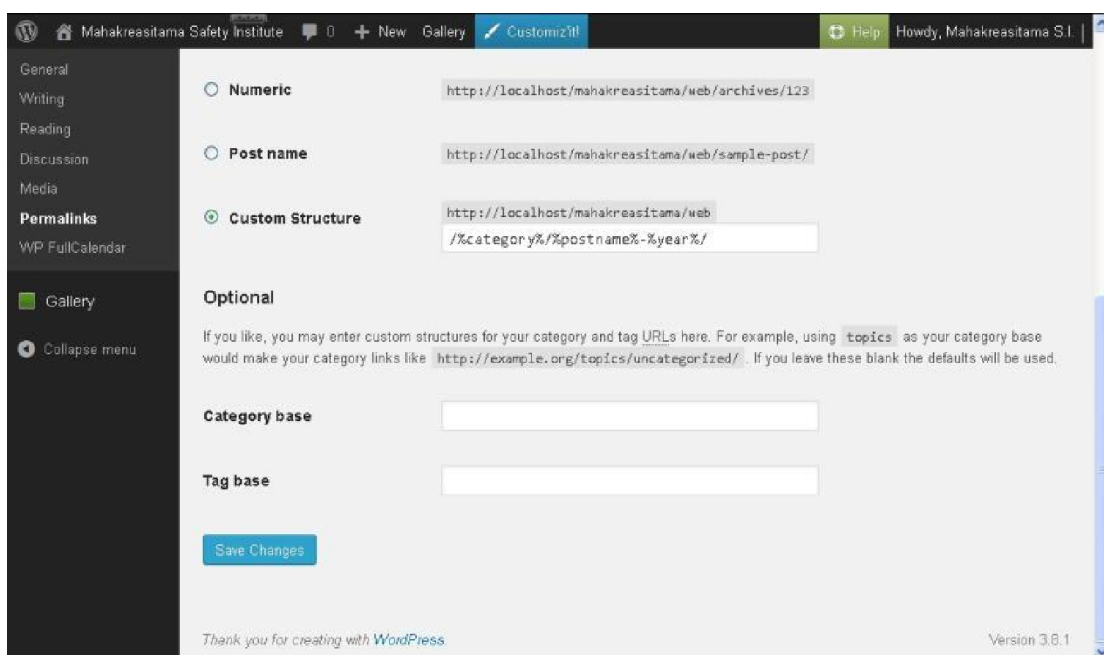 Mahakreasitama Safety Institute 0 + New Gallery Customiz'it! Help Howdy, Mahakreasitama S.I.
General
Writing
Reading
Discussion
Media
Permalinks
WP FullCalendar
Gallery
Collapse menu
Numeric http://localhost/mahakreasitama/web/archives/123
Post name http://localhost/mahakreasitama/web/sample-post/
Custom Structure http://localhost/mahakreasitama/web
/%category%/%postname%-%year%/
Optional
If you like, you may enter custom structures for your category and tag URLs here. For example, using topics as your category base
would make your category links like http://example.org/topics/uncategorized/ . If you leave these blank the defaults will be used.
Category base
Tag base
Save Changes
Thank you for creating with WordPress.
Version 3.8.1